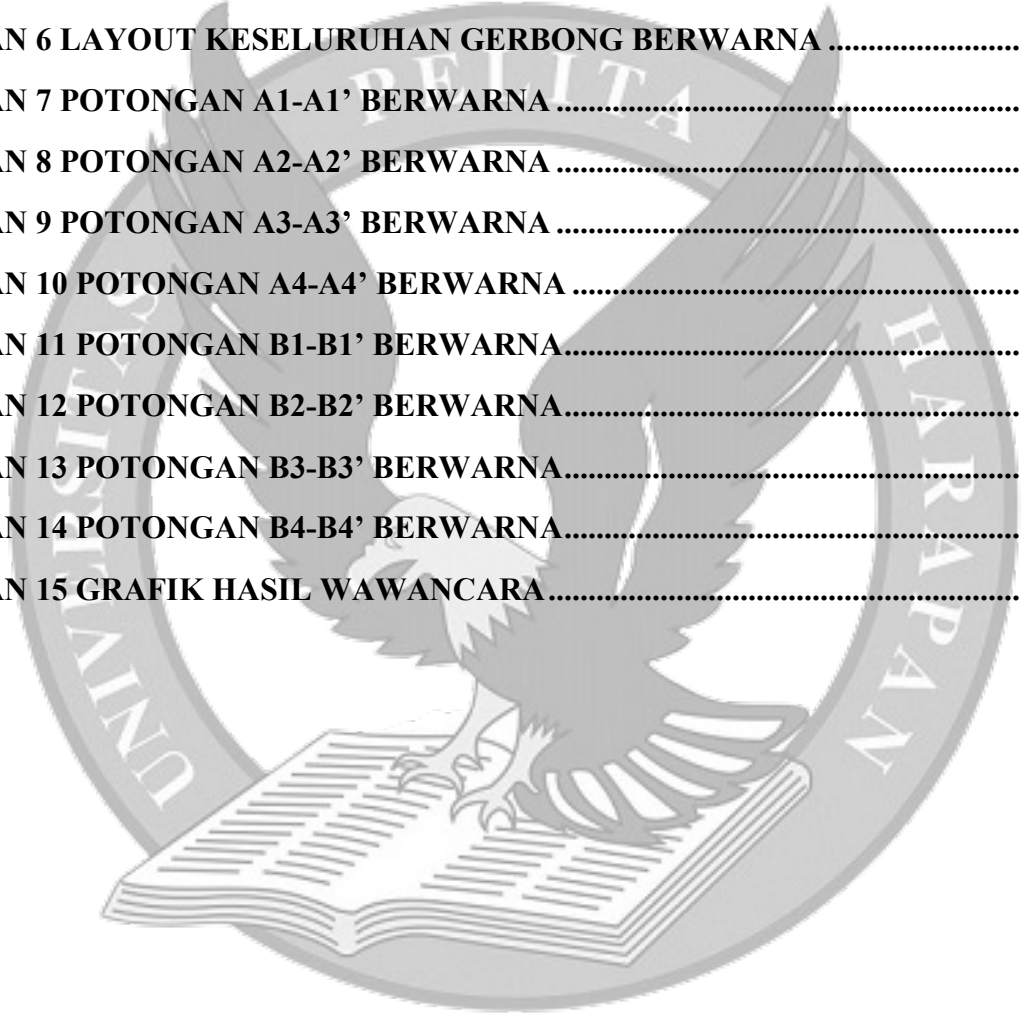 AN 6 LAYOUT KESELURUHAN GERBONG BERWARNA ........................
AN 7 POTONGAN A1-A1’ BERWARNA ..........................................................
AN 8 POTONGAN A2-A2’ BERWARNA ..........................................................
AN 9 POTONGAN A3-A3’ BERWARNA ..........................................................
AN 10 POTONGAN A4-A4’ BERWARNA ........................................................
AN 11 POTONGAN B1-B1’ BERWARNA.........................................................
AN 12 POTONGAN B2-B2’ BERWARNA.........................................................
AN 13 POTONGAN B3-B3’ BERWARNA.........................................................
AN 14 POTONGAN B4-B4’ BERWARNA.........................................................
AN 15 GRAFIK HASIL WAWANCARA...........................................................
UNIVERSITAS PELITA HARAPAN